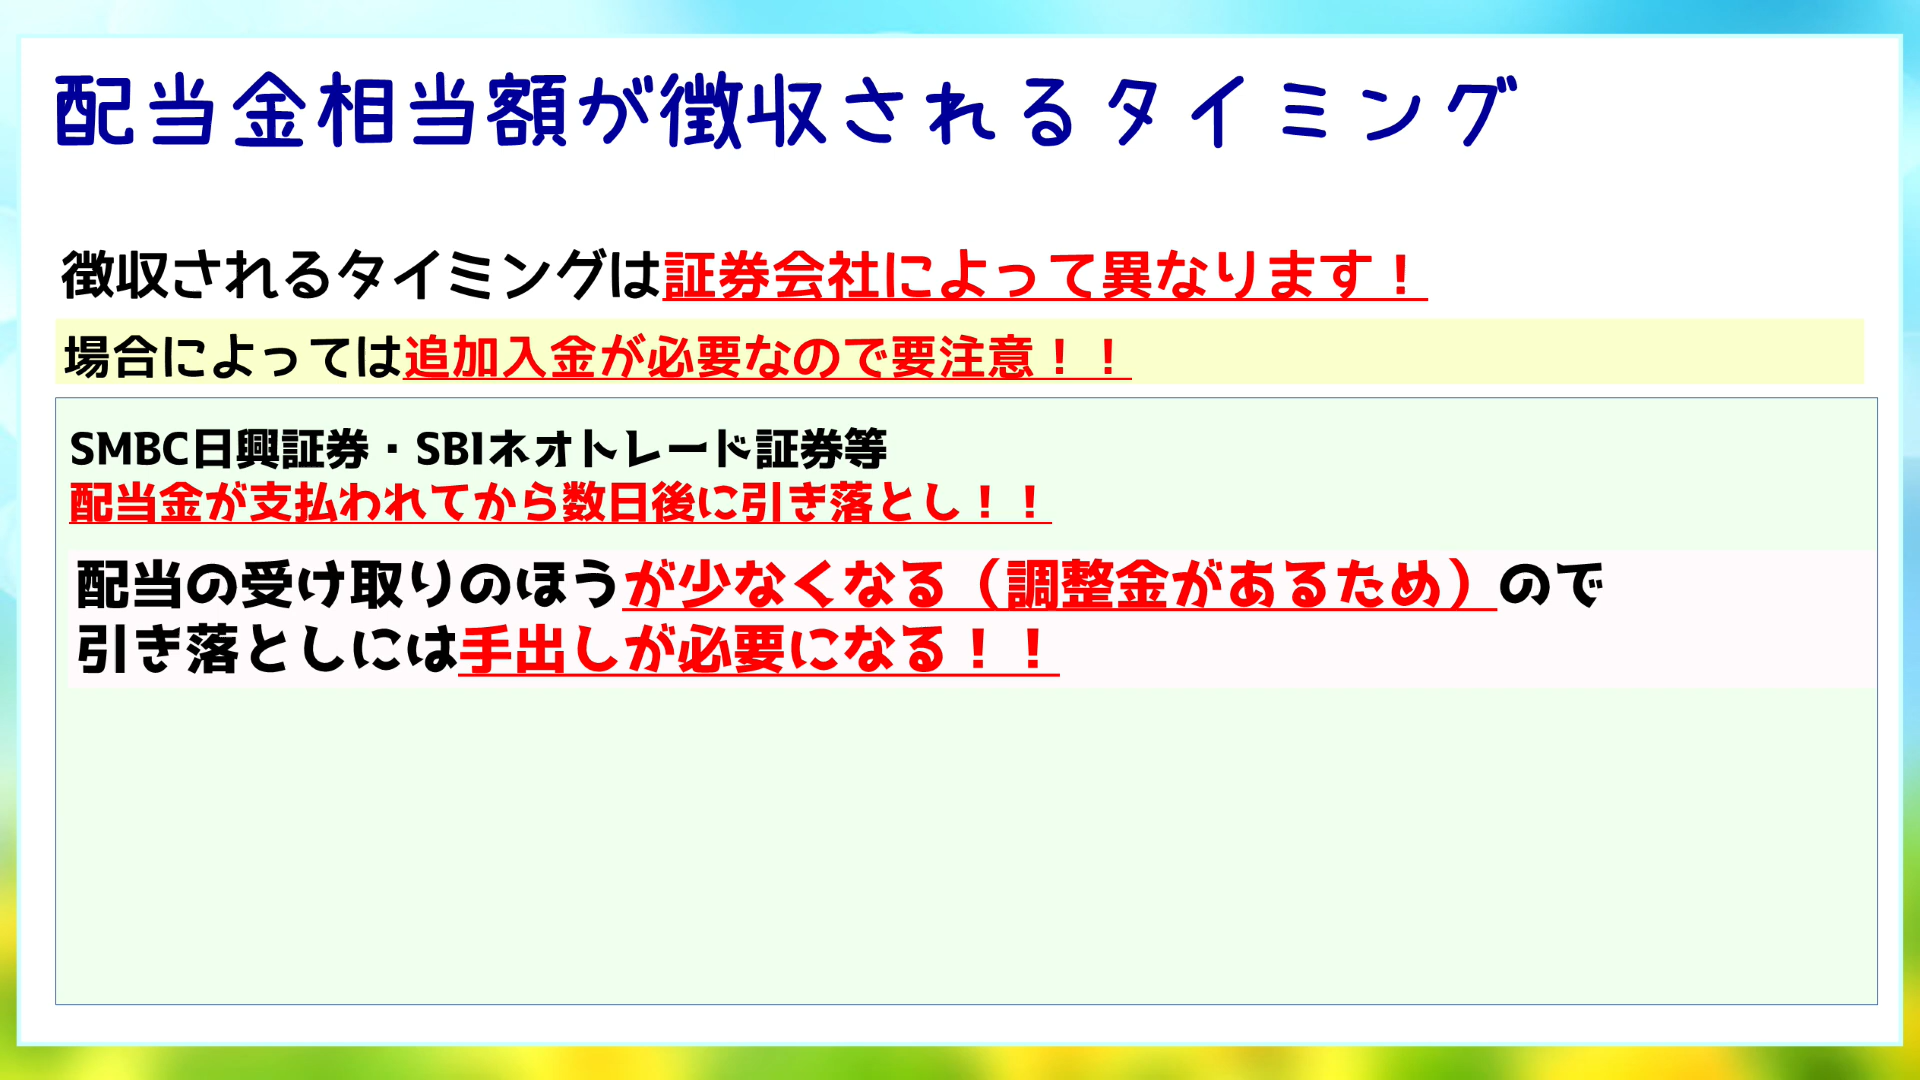 配当金相当額が徴収されるタイミング
徴収されるタイミングは証券会社によって異なります！
場合によっては追加入金が必要なので要注意！！
SMBC日興証券・SBIネオトレード証券等
配当金が支払われてから数日後に引き落とし！！
配当の受け取りのほうが少なくなる（調整金があるため）ので
引き落としには手出しが必要になる！！